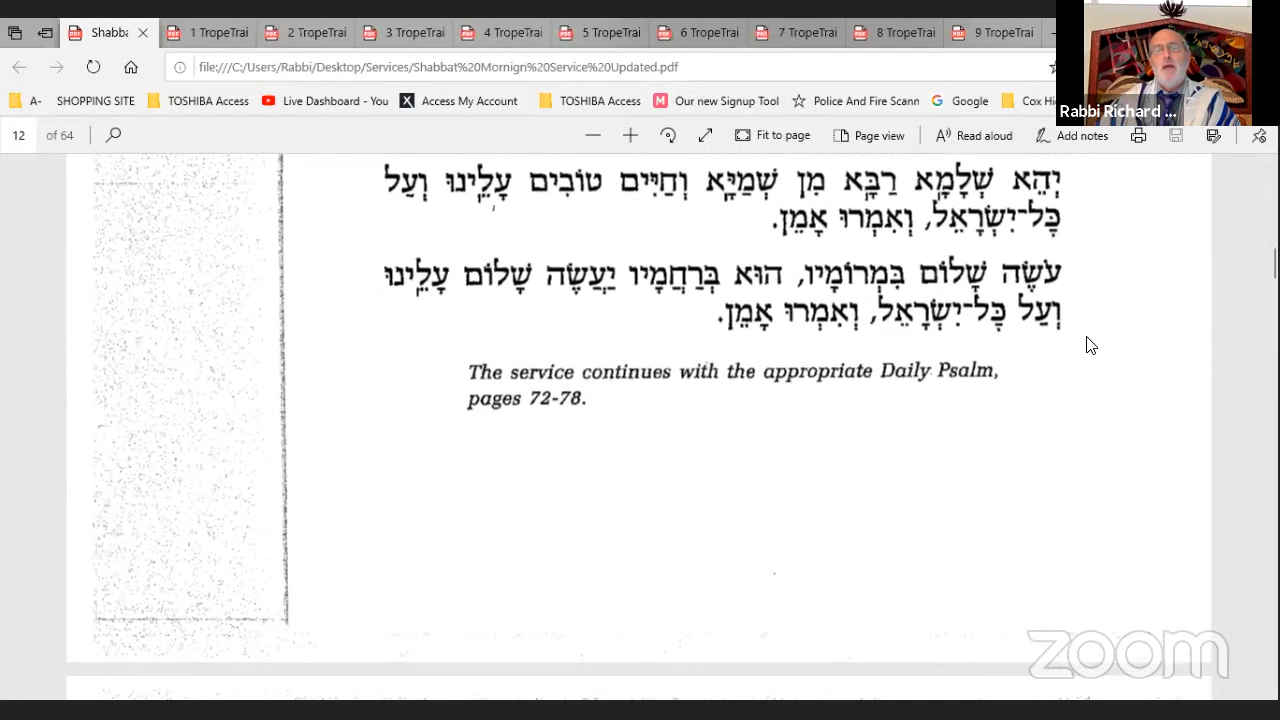 Shabba
1 TropeTrai
2 TropeTrai
3 TropeTrai
4 TropeTrai
5 TropeTrai
6 TropeTrai
7 TropeTrai
8 TropeTrai
9 TropeTrai
file:///C:/Users/Rabbi/Desktop/Services/Shabbat%20Mornign%20Service%20Updated.pdf
A- SHOPPING SITE
TOSHIBA Access
Live Dashboard - You
Access My Account
TOSHIBA Access
Our new Signup Tool
Police And Fire Scann
Google
Cox Hi
Rabbi Richard ...
12 of 64
Fit to page
Page view
Read aloud
Add notes
יְהֵא שְׁלָמָא רַבָּא מִן שְׁמַיָּא וְחַיִּים טוֹבִים עָלֵינוּ וְעַל
כָּל־יִשְׂרָאֵל, וְאִמְרוּ אָמֵן.
עֹשֶׂה שָׁלוֹם בִּמְרוֹמָיו, הוּא בְּרַחֲמָיו יַעֲשֶׂה שָׁלוֹם עָלֵינוּ
וְעַל כָּל־יִשְׂרָאֵל, וְאִמְרוּ אָמֵן.
The service continues with the appropriate Daily Psalm,
pages 72-78.
zoom